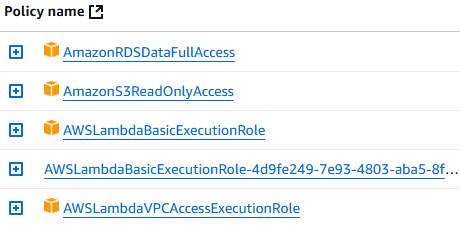 Policy name
AmazonRDSDataFullAccess
AmazonS3ReadOnlyAccess
AWSLambdaBasicExecutionRole
AWSLambdaBasicExecutionRole-4d9fe249-7e93-4803-aba5-8f...
AWSLambdaVPCAccessExecutionRole